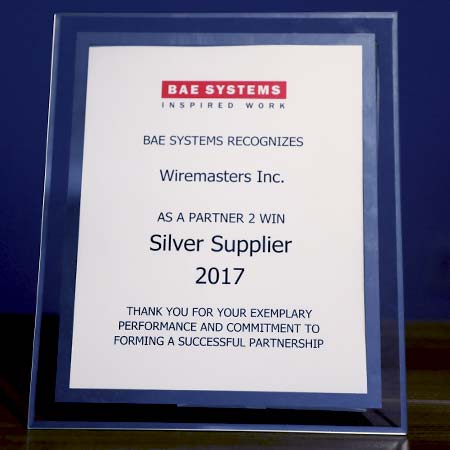 BAE SYSTEMS
INSPIRED WORK
BAE SYSTEMS RECOGNIZES
Wiremasters Inc.
AS A PARTNER 2 WIN
Silver Supplier
2017
THANK YOU FOR YOUR EXEMPLARY
PERFORMANCE AND COMMITMENT TO
FORMING A SUCCESSFUL PARTNERSHIP